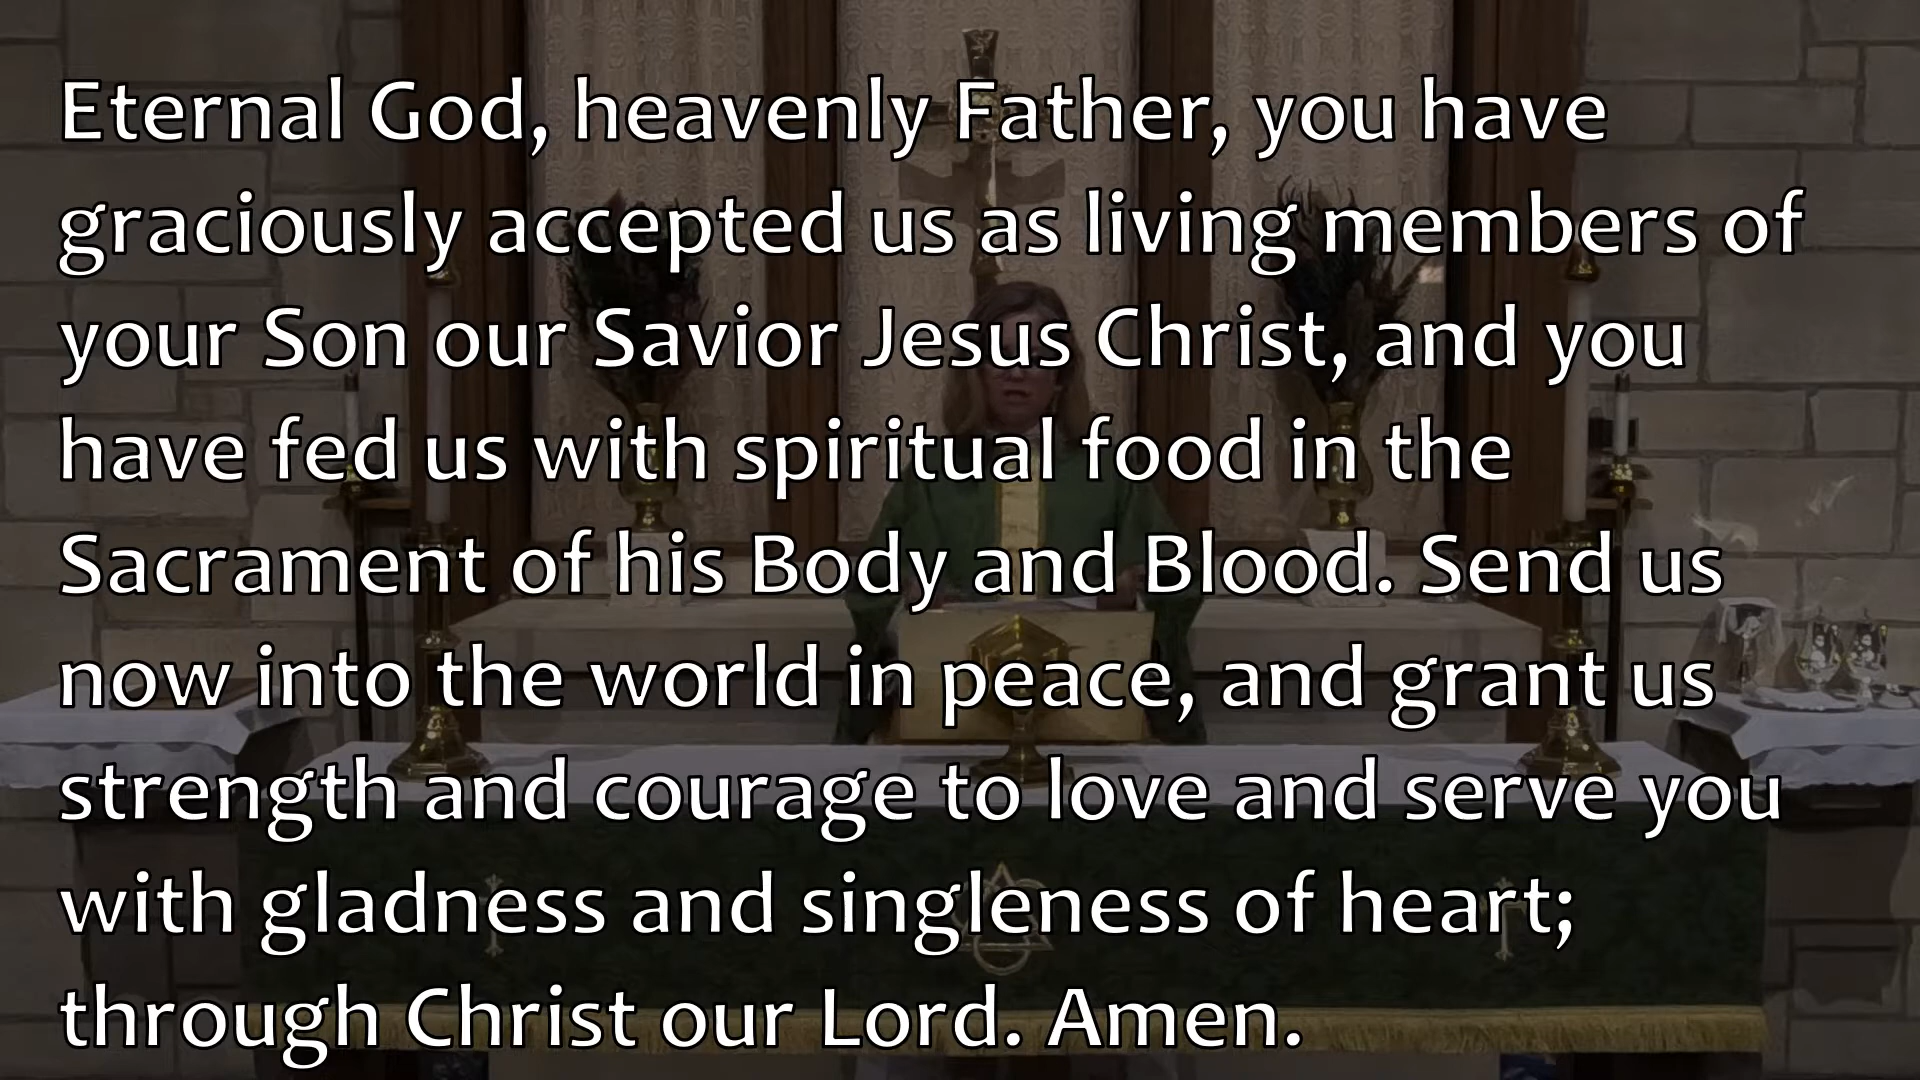 Eternal God, heavenly Father, you have
graciously accepted us as living members of
your Son our Savior Jesus Christ, and you
have fed us with spiritual food in the
Sacrament of his Body and Blood. Send us
now into the world in peace, and grant us
strength and courage to love and serve you
with gladness and singleness of heart;
through Christ our Lord. Amen.